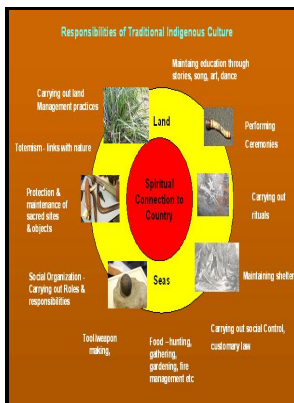 Responsibilities of Traditional Indigenous Culture
Maintaing education through
stories, song, art, dance
Carrying out land
Management practices
Land
Performing
Ceremonies
Totemism - links with nature
Spiritual
Connection to
Country
Protection &
maintenance of
sacred sites
&objects
Carrying out
rituals
Social Organization -
Carrying out Roles &
responsibilities
Seas
Maintaining shelter
Tool/weapon
making,
Food – hunting,
gathering,
gardening, fire
management etc
Carrying out social Control,
customary law